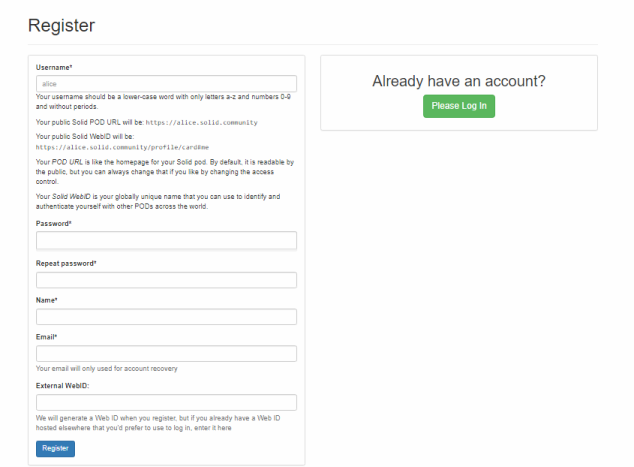 Register
Username*
alice
Your username should be a lower-case word with only letters a-z and numbers 0-9
and without periods.
Your public Solid POD URL will be: https://alice.solid.community
Your public Solid WebID will be:
https://alice.solid.community/profile/card#me
Your POD URL is like the homepage for your Solid pod. By default, it is readable by
the public, but you can always change that if you like by changing the access
control.
Your Solid WebID is your globally unique name that you can use to identify and
authenticate yourself with other PODs across the world.
Password*
Repeat password*
Name*
Email*
Your email will only used for account recovery
External WebID:
We will generate a Web ID when you register, but if you already have a Web ID
hosted elsewhere that you'd prefer to use to log in, enter it here
Register
Already have an account?
Please Log In